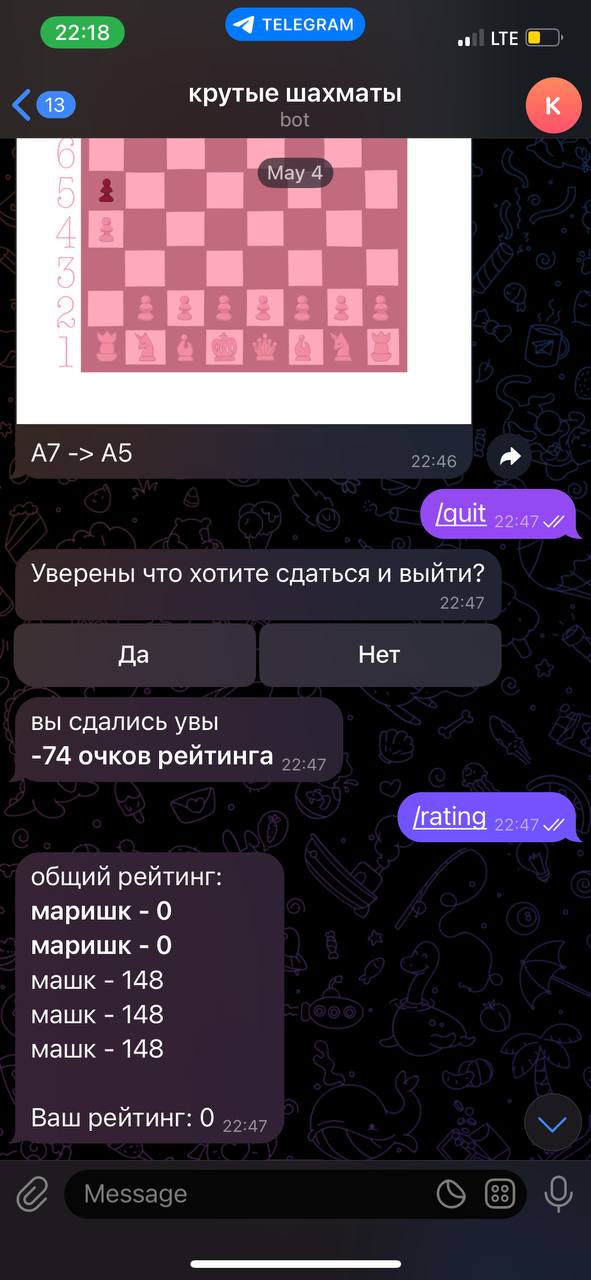 22:18
TELEGRAM
LTE
13
крутые шахматы
bot
К
6
May 4
5
4
3
2
1
A7 -> A5
22:46
/quit 22:47
Уверены что хотите сдаться и выйти?
22:47
Да Нет
вы сдались увы
-74 очков рейтинга 22:47
/rating 22:47
общий рейтинг:
маришк - 0
маришк - 0
машк - 148
машк - 148
машк - 148
Ваш рейтинг: 0 22:47
Message